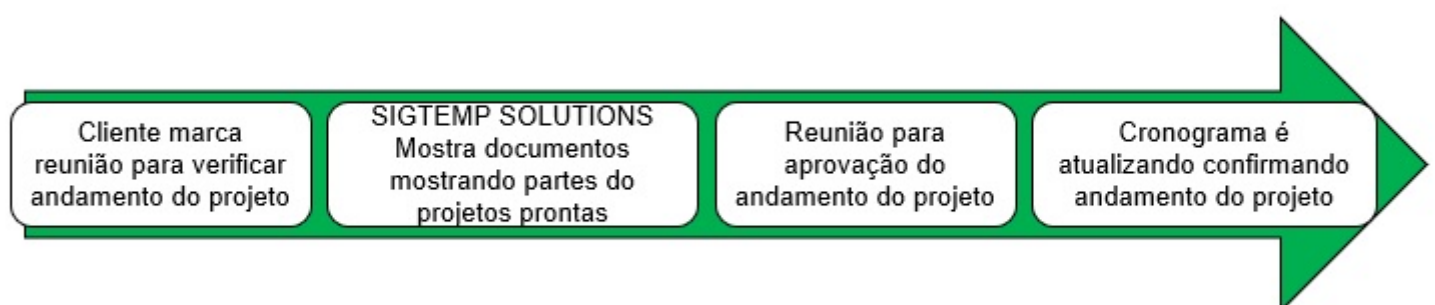 Cliente marca
reunião para verificar
andamento do projeto
SIGTEMP SOLUTIONS
Mostra documentos
mostrando partes do
projetos prontas
Reunião para
aprovação do
andamento do projeto
Cronograma é
atualizando confirmando
andamento do projeto